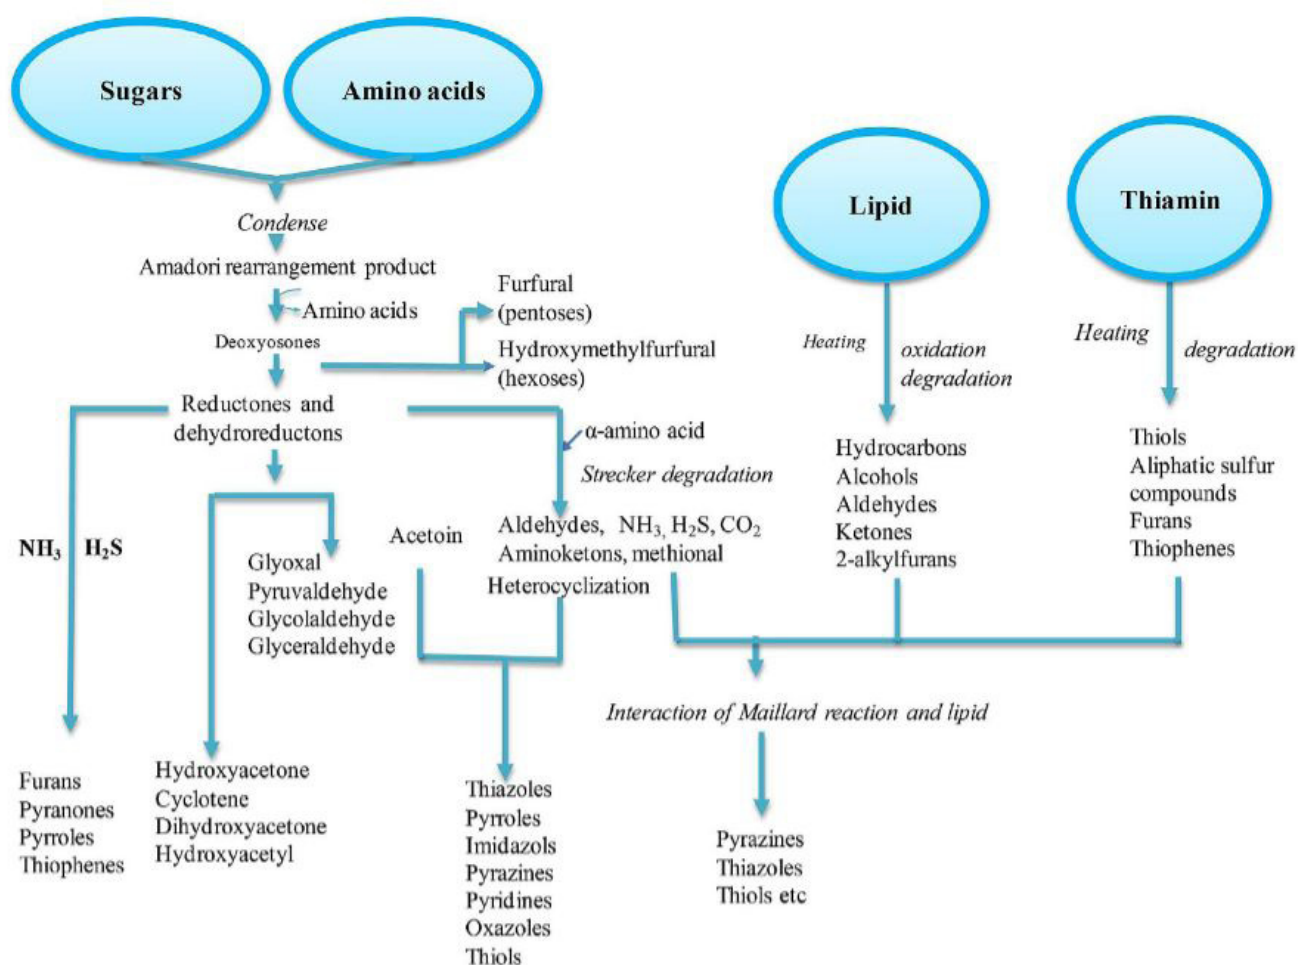 Sugars
Amino acids
Lipid
Thiamin
Condense
Amadori rearrangement product
Amino acids
Deoxyosones
Furfural
(pentoses)
Hydroxymethylfurfural
(hexoses)
Heating
oxidation
degradation
Heating
degradation
Reductones and
dehydroreductons
α-amino acid
Strecker degradation
NH₃
H₂S
Glyoxal
Pyruvaldehyde
Glycolaldehyde
Glyceraldehyde
Acetoin
Aldehydes, NH₃, H₂S, CO₂
Aminoketons, methional
Heterocyclization
Hydrocarbons
Alcohols
Aldehydes
Ketones
2-alkylfurans
Thiols
Aliphatic sulfur
compounds
Furans
Thiophenes
Interaction of Maillard reaction and lipid
Furans
Pyranones
Pyrroles
Thiophenes
Hydroxyacetone
Cyclotene
Dihydroxyacetone
Hydroxyacetyl
Thiazoles
Pyrroles
Imidazols
Pyrazines
Pyridines
Oxazoles
Thiols
Pyrazines
Thiazoles
Thiols etc